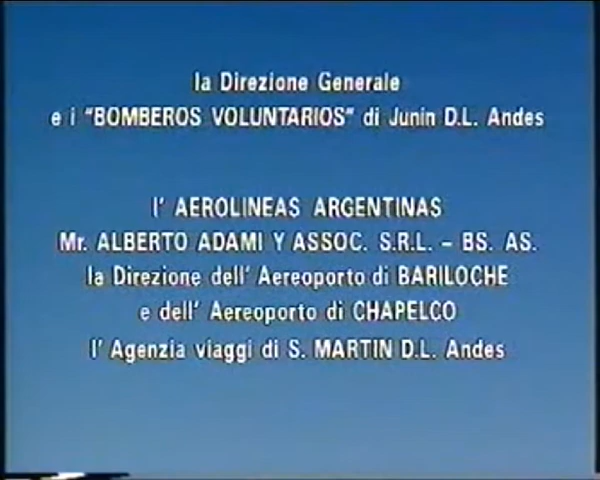 la Direzione Generale
e i "BOMBEROS VOLUNTARIOS" di Junin D.L. Andes
l' AEROLINEAS ARGENTINAS
Mr. ALBERTO ADAMI Y ASSOC. S.R.L. – BS. AS.
la Direzione dell' Aereoporto di BARILOCHE
e dell' Aereoporto di CHAPELCO
l' Agenzia viaggi di S. MARTIN D.L. Andes